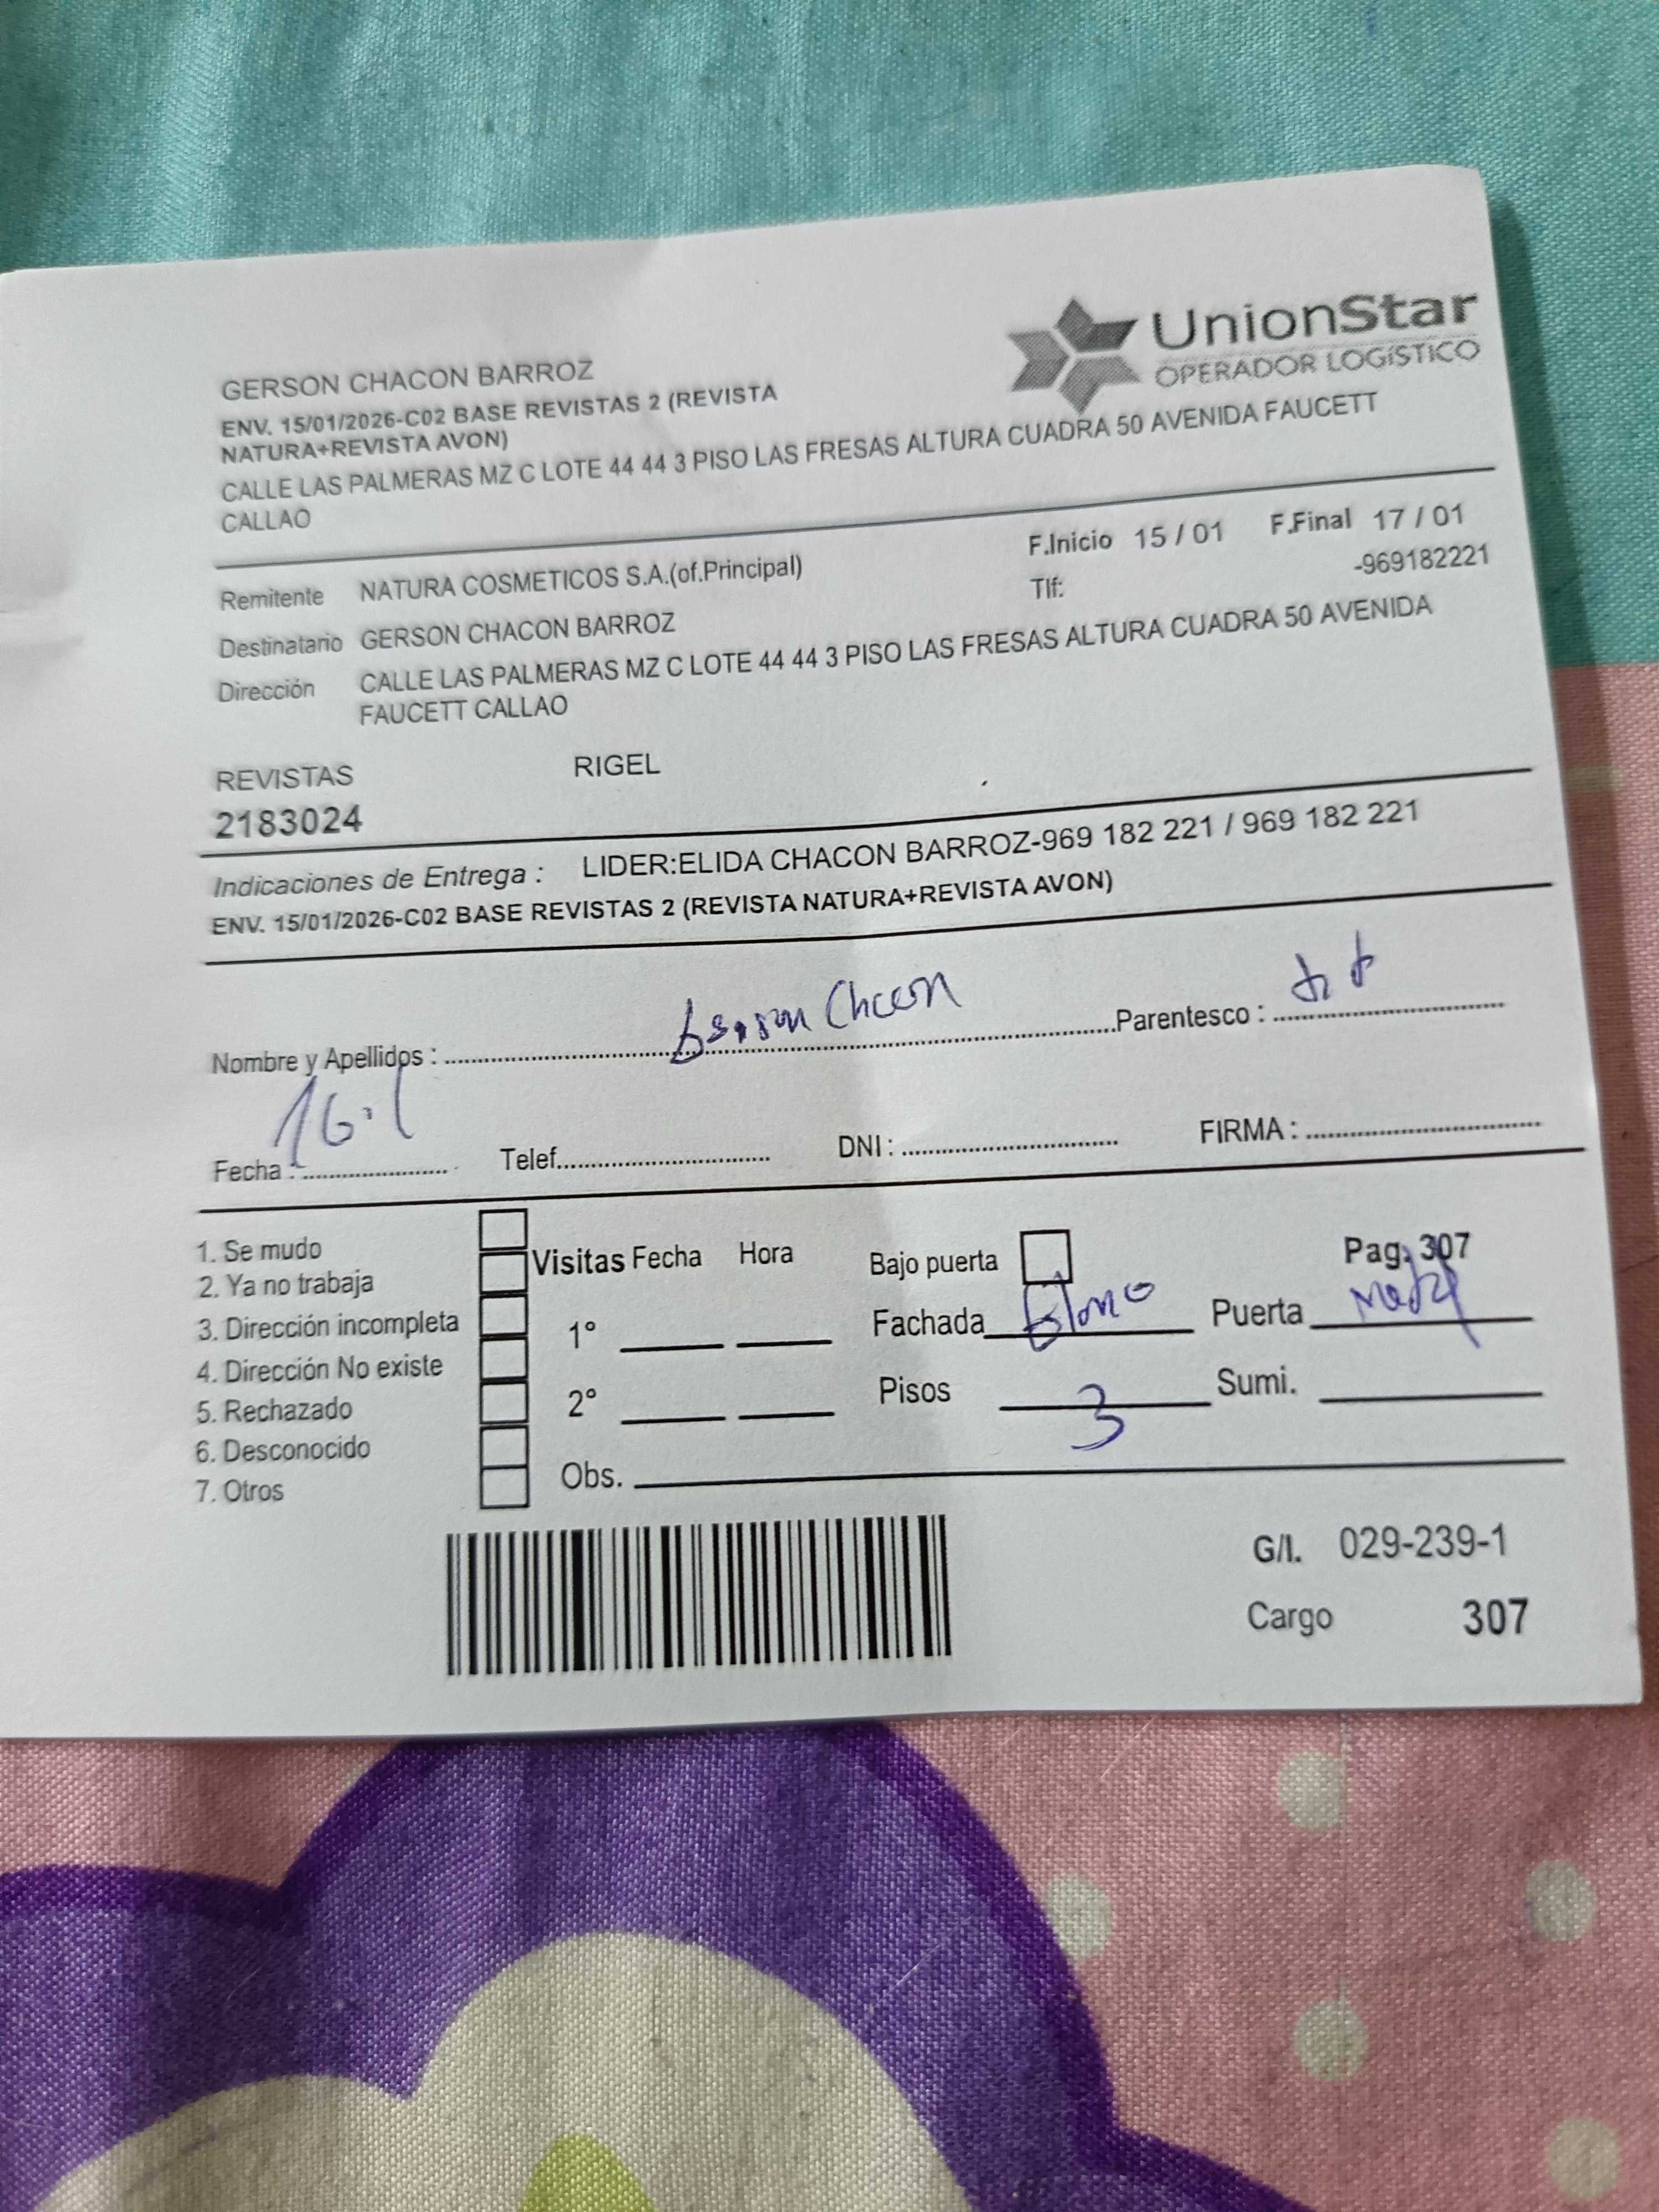 UnionStar
OPERADOR LOGÍSTICO
GERSON CHACON BARROZ
ENV. 15/01/2026-C02 BASE REVISTAS 2 (REVISTA
NATURA+REVISTA AVON)
CALLE LAS PALMERAS MZ C LOTE 44 44 3 PISO LAS FRESAS ALTURA CUADRA 50 AVENIDA FAUCETT
CALLAO
Remitente NATURA COSMETICOS S.A.(of.Principal) F.Inicio 15 / 01 F.Final 17 / 01
Tlf: -969182221
Destinatario GERSON CHACON BARROZ
Dirección CALLE LAS PALMERAS MZ C LOTE 44 44 3 PISO LAS FRESAS ALTURA CUADRA 50 AVENIDA
FAUCETT CALLAO
REVISTAS RIGEL
2183024
Indicaciones de Entrega : LIDER:ELIDA CHACON BARROZ-969 182 221 / 969 182 221
ENV. 15/01/2026-C02 BASE REVISTAS 2 (REVISTA NATURA+REVISTA AVON)
Nombre y Apellidos : Gerson Chacon Parentesco :
Fecha : 16.1 Telef. DNI : FIRMA :
1. Se mudo
2. Ya no trabaja
3. Dirección incompleta
4. Dirección No existe
5. Rechazado
6. Desconocido
7. Otros
Visitas Fecha Hora
1°
2°
Obs.
Bajo puerta Pag. 307
Fachada Puerta
Pisos 3 Sumi.
G/I. 029-239-1
Cargo 307